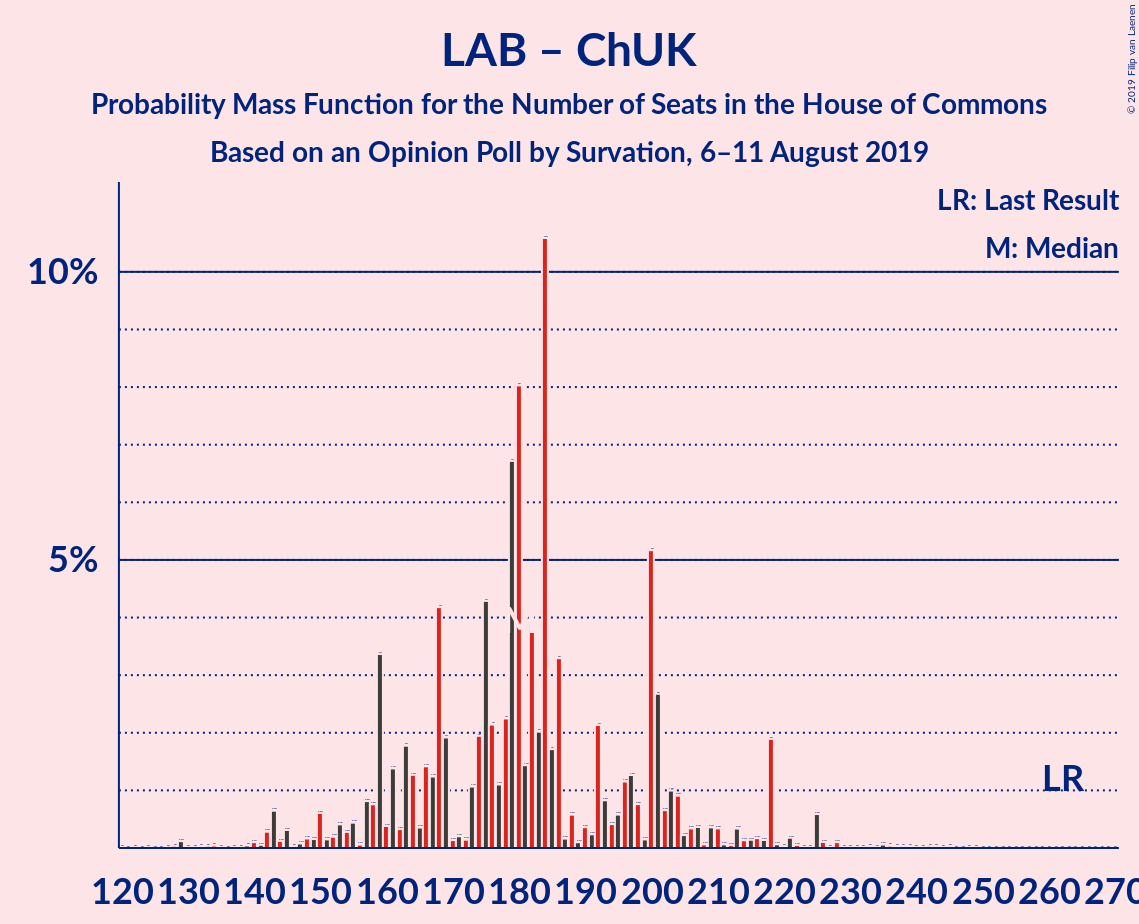 LAB – ChUK
Probability Mass Function for the Number of Seats in the House of Commons
Based on an Opinion Poll by Survation, 6–11 August 2019
© 2019 Filip van Laenen
LR: Last Result
M: Median
10%
5%
LR
120 130 140 150 160 170 180 190 200 210 220 230 240 250 260 270